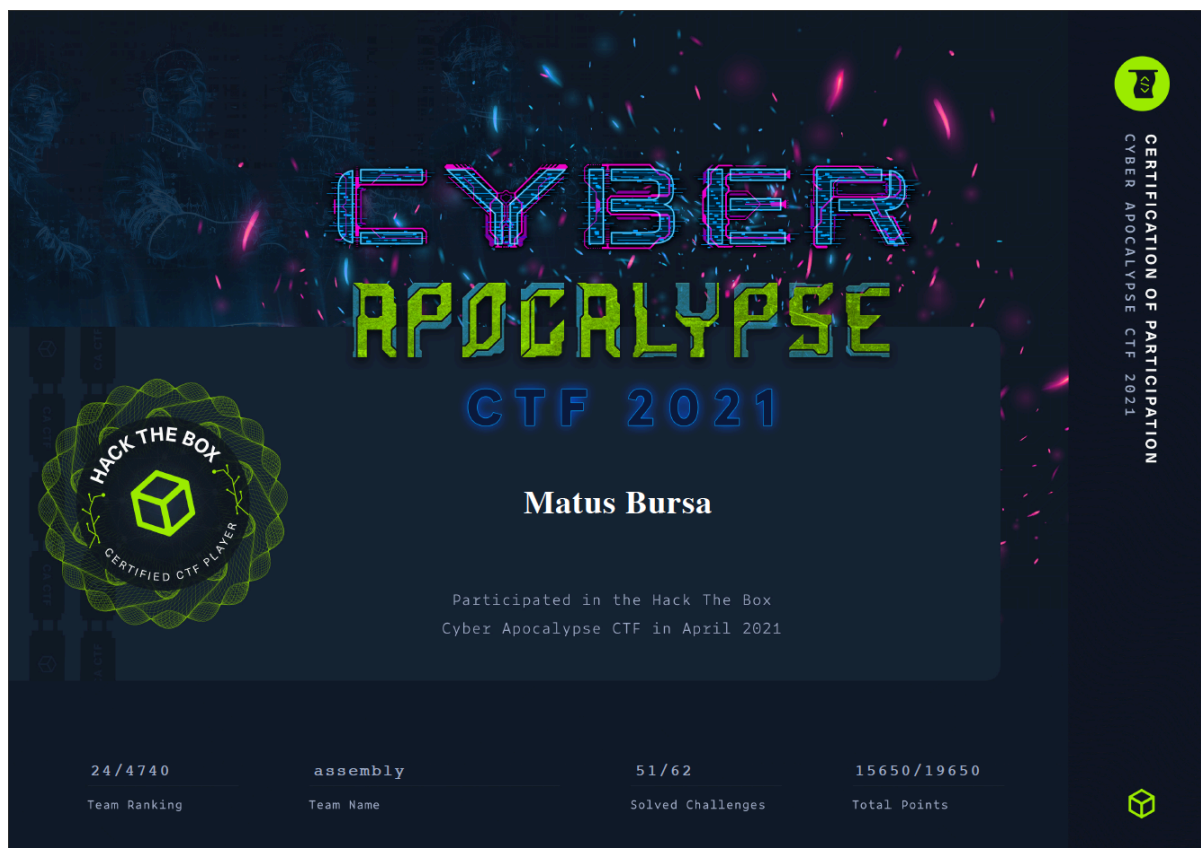 CYBER
APOCALYPSE
CTF 2021
HACK THE BOX
CERTIFIED CTF PLAYER
Matus Bursa
Participated in the Hack The Box
Cyber Apocalypse CTF in April 2021
24/4740
Team Ranking
assembly
Team Name
51/62
Solved Challenges
15650/19650
Total Points
CERTIFICATION OF PARTICIPATION
CYBER APOCALYPSE CTF 2021